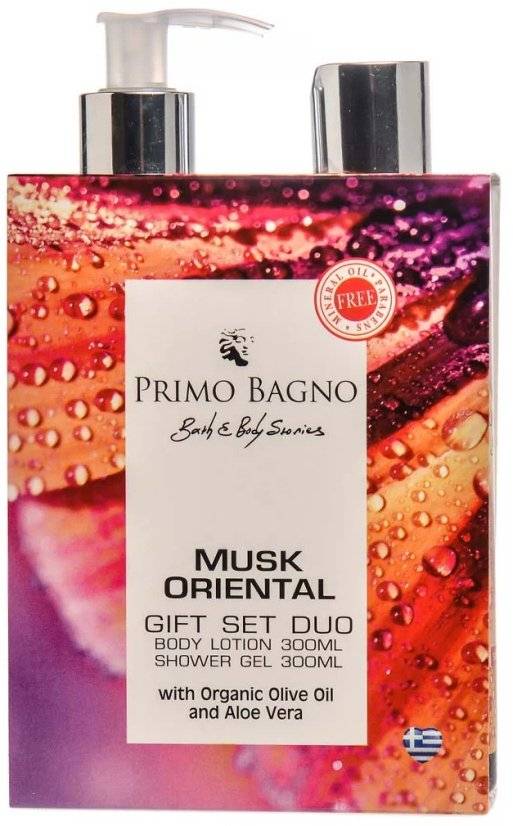 MINERAL OIL • PARABENS •
FREE
PRIMO BAGNO
Bath & Body Stories
MUSK
ORIENTAL
GIFT SET DUO
BODY LOTION 300ML
SHOWER GEL 300ML
with Organic Olive Oil
and Aloe Vera